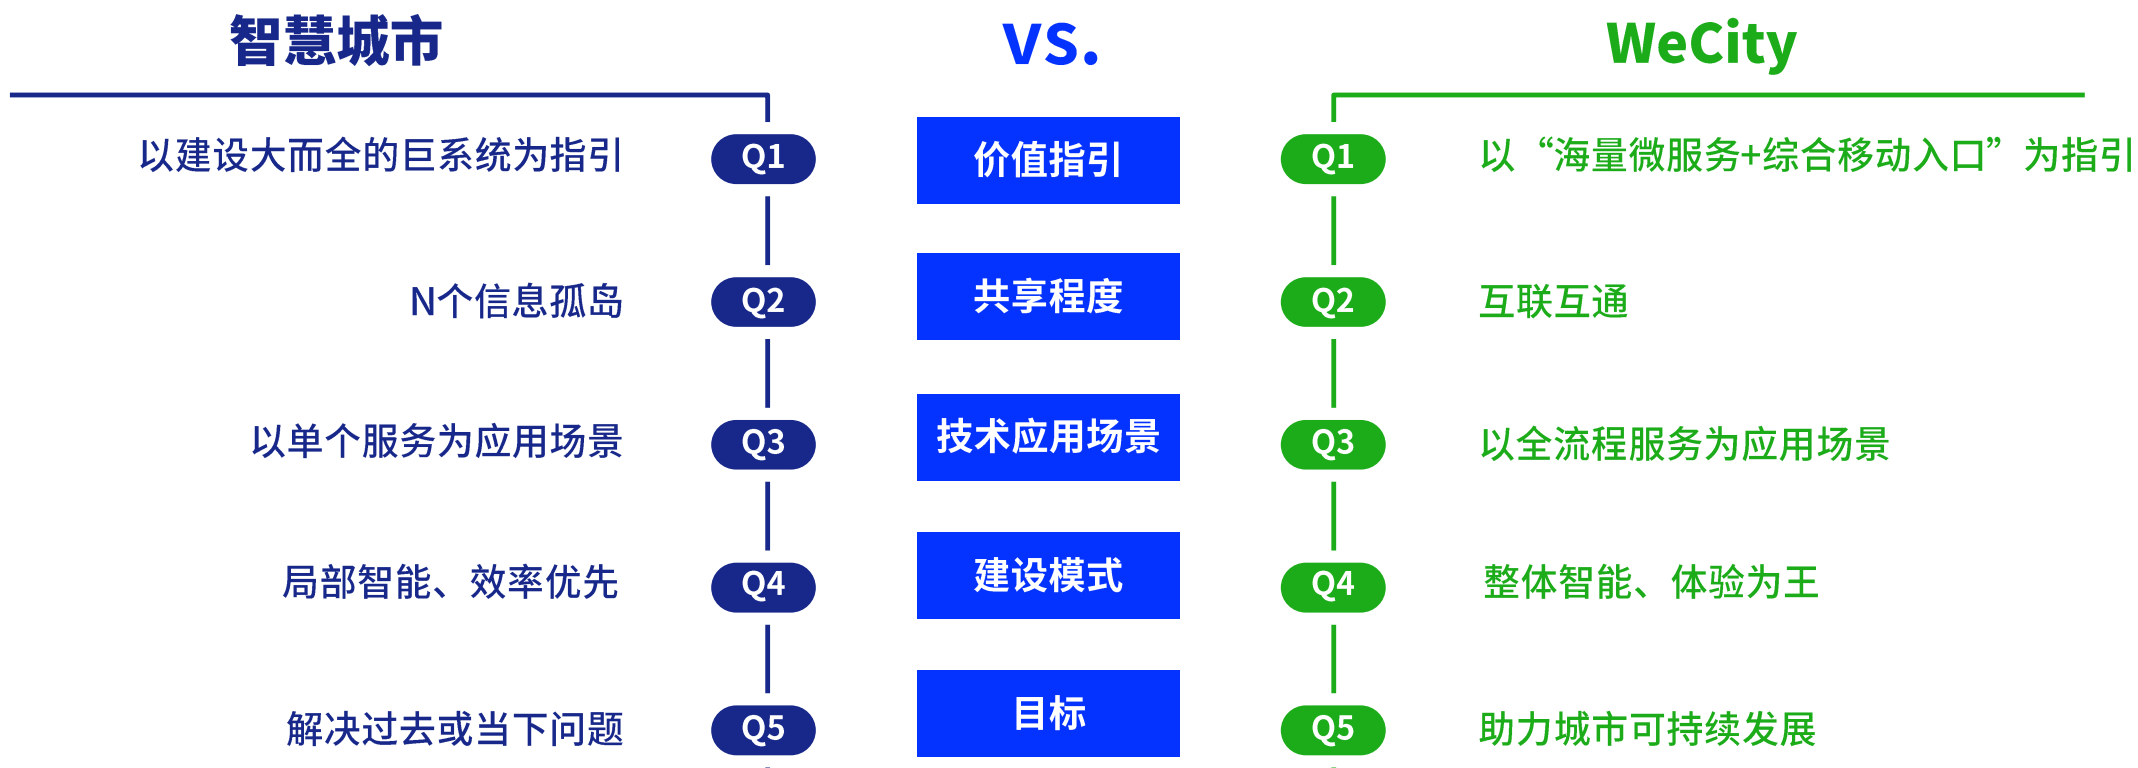 智慧城市 VS. WeCity
以建设大而全的巨系统为指引 Q1 价值指引 Q1 以“海量微服务+综合移动入口”为指引
N个信息孤岛 Q2 共享程度 Q2 互联互通
以单个服务为应用场景 Q3 技术应用场景 Q3 以全流程服务为应用场景
局部智能、效率优先 Q4 建设模式 Q4 整体智能、体验为王
解决过去或当下问题 Q5 目标 Q5 助力城市可持续发展